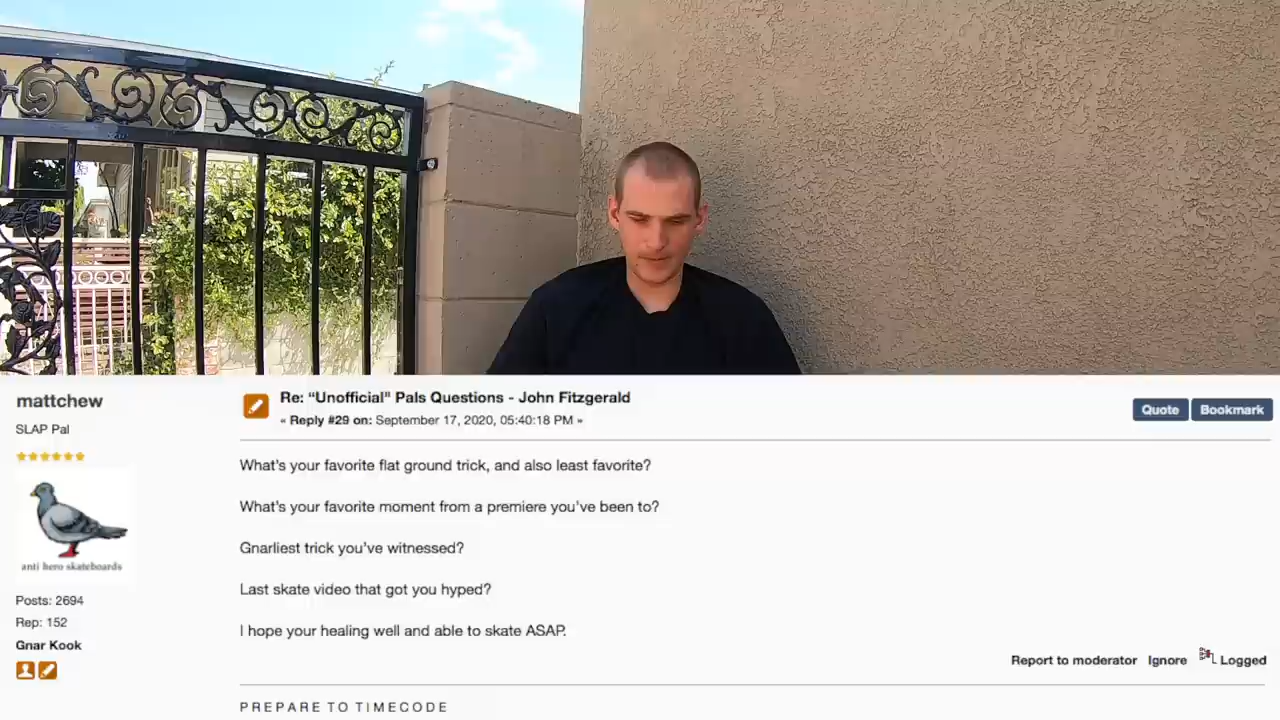 mattchew
SLAP Pal
anti hero skateboards
Posts: 2694
Rep: 152
Gnar Kook
Re: “Unofficial” Pals Questions - John Fitzgerald
« Reply #29 on: September 17, 2020, 05:40:18 PM »
Quote Bookmark
What’s your favorite flat ground trick, and also least favorite?
What’s your favorite moment from a premiere you’ve been to?
Gnarliest trick you’ve witnessed?
Last skate video that got you hyped?
I hope your healing well and able to skate ASAP.
Report to moderator Ignore Logged
PREPARE TO TIMECODE